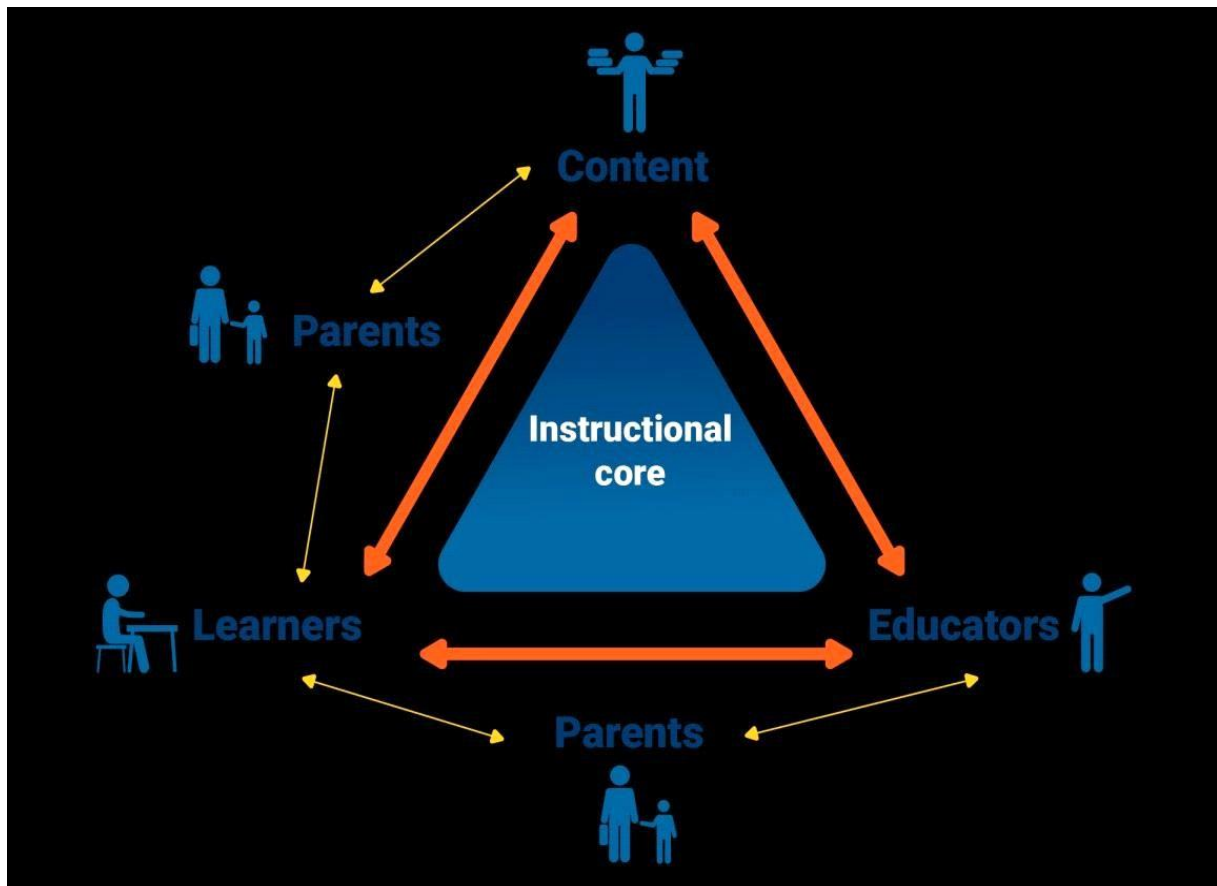 Content
Parents
Instructional
core
Learners
Educators
Parents